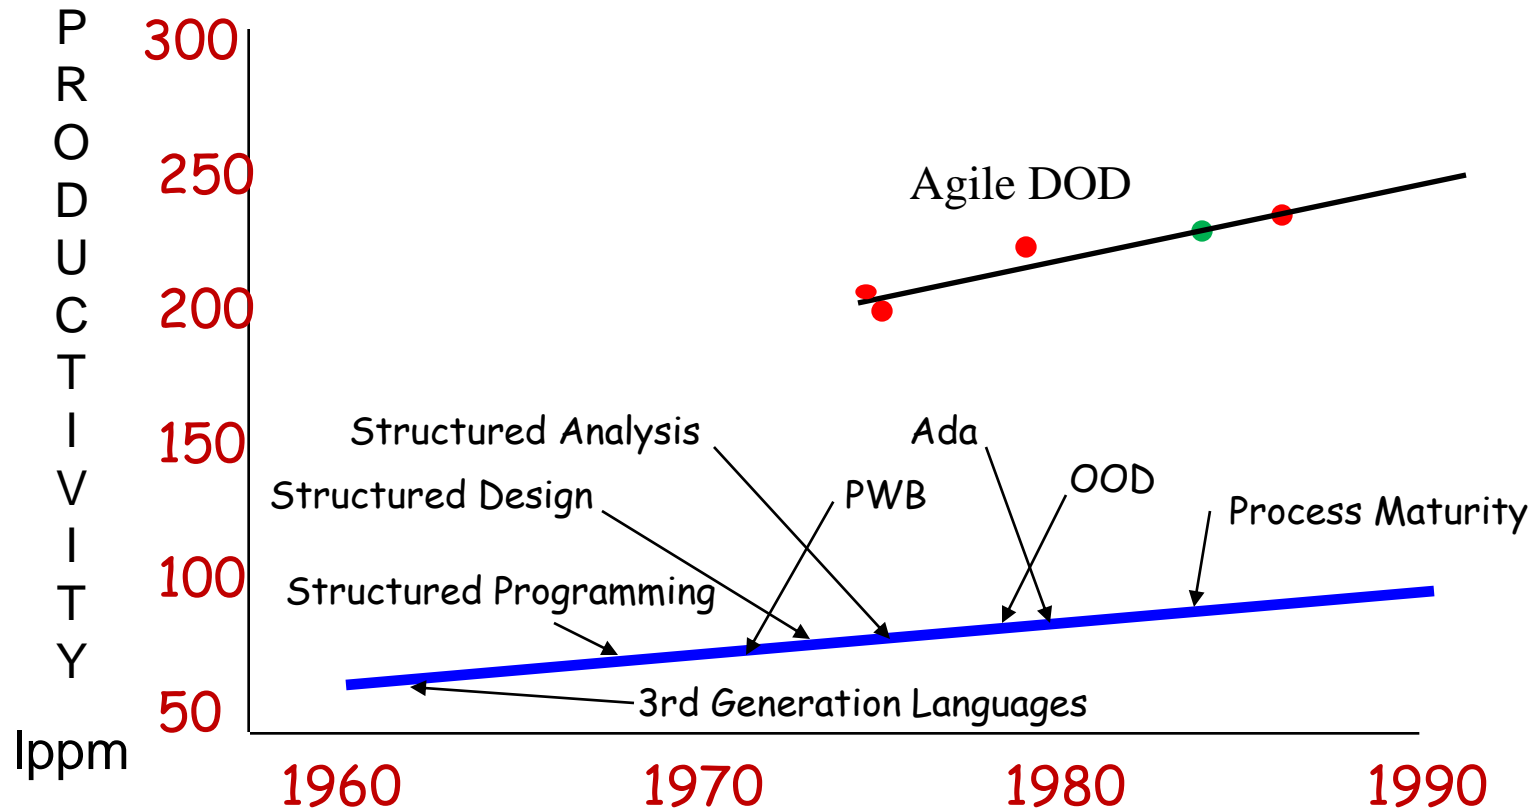 PRODUCTIVITY
lppm
300
250
200
150
100
50
Agile DOD
Structured Analysis
Ada
OOD
Structured Design
PWB
Process Maturity
Structured Programming
3rd Generation Languages
1960
1970
1980
1990